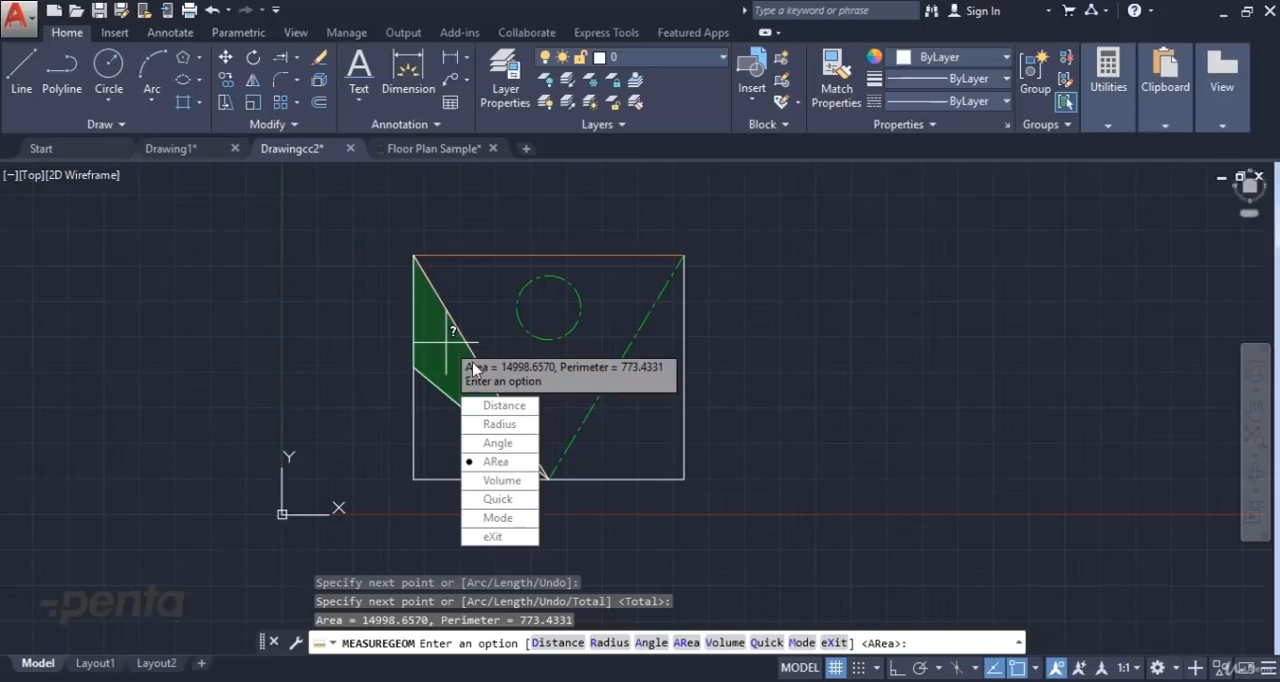 Type a keyword or phrase
Sign In
Home Insert Annotate Parametric View Manage Output Add-ins Collaborate Express Tools Featured Apps
0
ByLayer
ByLayer
ByLayer
Line Polyline Circle Arc
Text Dimension
Layer Properties
Insert
Match Properties
Group
Utilities
Clipboard
View
Draw Modify Annotation Layers Block Properties Groups
Start Drawing1* Drawingcc2* Floor Plan Sample*
[−][Top][2D Wireframe]
?
= 14998.6570, Perimeter = 773.4331
Enter an option
Distance
Radius
Angle
ARea
Volume
Quick
Mode
eXit
Y
X
Specify next point or [Arc/Length/Undo]:
Specify next point or [Arc/Length/Undo/Total] <Total>:
Area = 14998.6570, Perimeter = 773.4331
MEASUREGEOM Enter an option [Distance Radius Angle ARea Volume Quick Mode eXit] <ARea>:
penta
Model Layout1 Layout2 +
MODEL
1:1